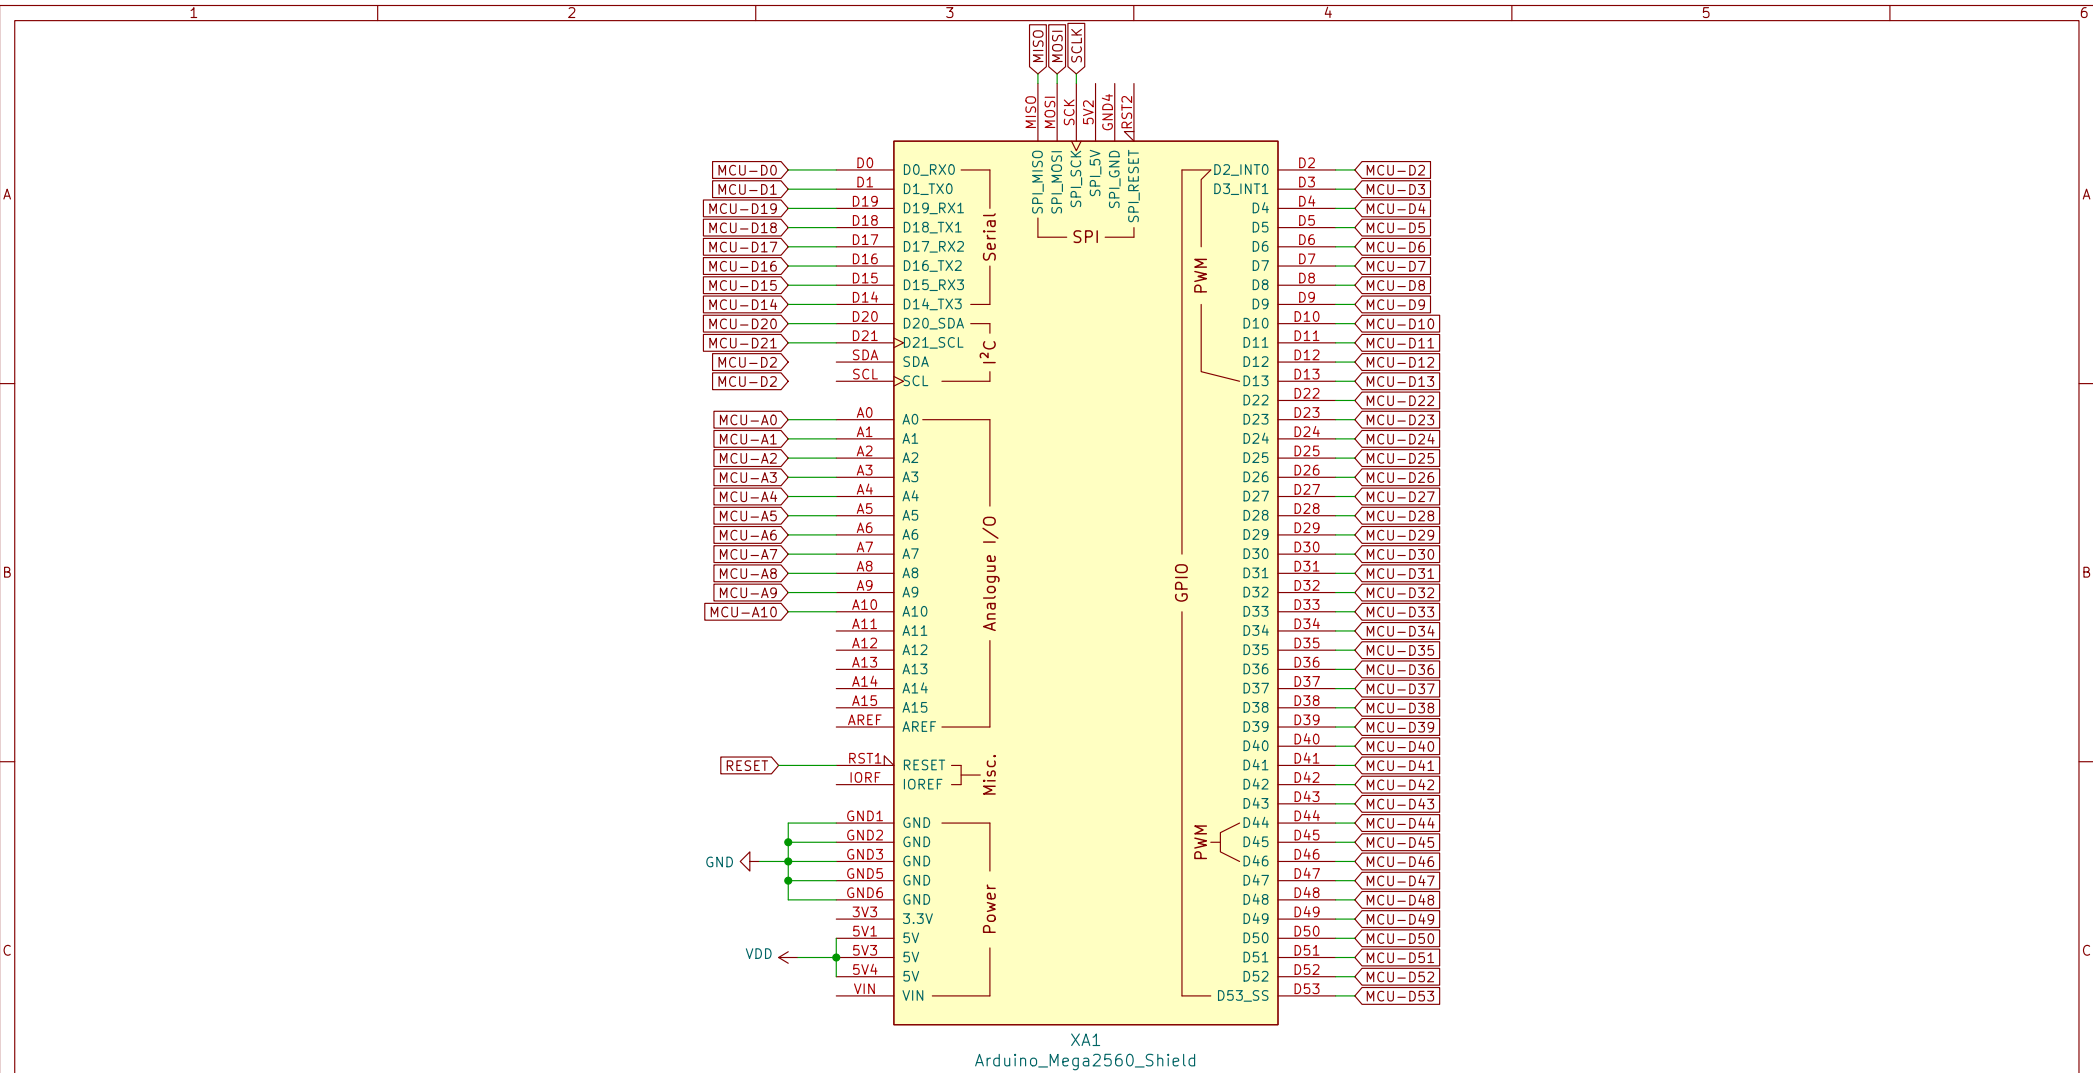 1 2 3 4 5 6
MISO MOSI SCLK
MISO MOSI SCK 5V2 GND4 RST2
SPI_MISO SPI_MOSI SPI_SCK SPI_5V SPI_GND SPI_RESET
SPI
MCU-D0 D0 D0_RX0 D2_INT0 D2 MCU-D2
MCU-D1 D1 D1_TX0 D3_INT1 D3 MCU-D3
A MCU-D19 D19 D19_RX1 D4 D4 MCU-D4 A
MCU-D18 D18 D18_TX1 Serial D5 D5 MCU-D5
MCU-D17 D17 D17_RX2 D6 D6 MCU-D6
MCU-D16 D16 D16_TX2 PWM D7 D7 MCU-D7
MCU-D15 D15 D15_RX3 D8 D8 MCU-D8
MCU-D14 D14 D14_TX3 D9 D9 MCU-D9
MCU-D20 D20 D20_SDA D10 D10 MCU-D10
MCU-D21 D21 D21_SCL I²C D11 D11 MCU-D11
MCU-D2 SDA SDA D12 D12 MCU-D12
MCU-D2 SCL SCL D13 D13 MCU-D13
D22 D22 MCU-D22
MCU-A0 A0 A0 D23 D23 MCU-D23
MCU-A1 A1 A1 D24 D24 MCU-D24
MCU-A2 A2 A2 D25 D25 MCU-D25
MCU-A3 A3 A3 D26 D26 MCU-D26
MCU-A4 A4 A4 D27 D27 MCU-D27
MCU-A5 A5 A5 D28 D28 MCU-D28
MCU-A6 A6 A6 D29 D29 MCU-D29
MCU-A7 A7 A7 Analogue I/O D30 D30 MCU-D30
B MCU-A8 A8 A8 GPIO D31 D31 MCU-D31 B
MCU-A9 A9 A9 D32 D32 MCU-D32
MCU-A10 A10 A10 D33 D33 MCU-D33
A11 A11 D34 D34 MCU-D34
A12 A12 D35 D35 MCU-D35
A13 A13 D36 D36 MCU-D36
A14 A14 D37 D37 MCU-D37
A15 A15 D38 D38 MCU-D38
AREF AREF D39 D39 MCU-D39
D40 D40 MCU-D40
RESET RST1 RESET Misc. D41 D41 MCU-D41
IORF IOREF D42 D42 MCU-D42
D43 D43 MCU-D43
GND1 GND D44 D44 MCU-D44
GND2 GND PWM D45 D45 MCU-D45
GND GND3 GND D46 D46 MCU-D46
GND5 GND D47 D47 MCU-D47
GND6 GND Power D48 D48 MCU-D48
3V3 3.3V D49 D49 MCU-D49
C 5V1 5V D50 D50 MCU-D50 C
VDD 5V3 5V D51 D51 MCU-D51
5V4 5V D52 D52 MCU-D52
VIN VIN D53_SS D53 MCU-D53
XA1
Arduino_Mega2560_Shield